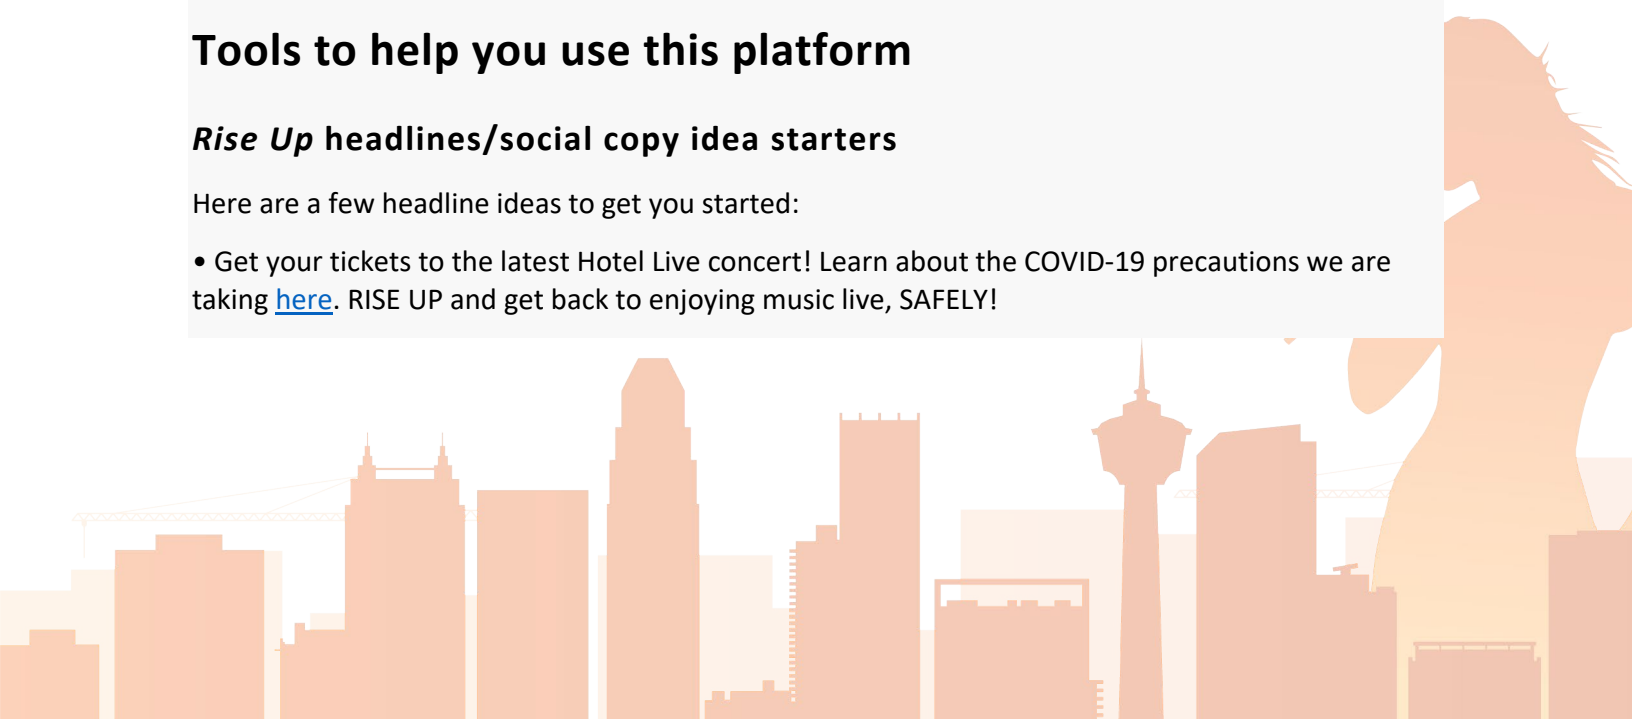 Tools to help you use this platform
Rise Up headlines/social copy idea starters
Here are a few headline ideas to get you started:
• Get your tickets to the latest Hotel Live concert! Learn about the COVID-19 precautions we are
taking here. RISE UP and get back to enjoying music live, SAFELY!